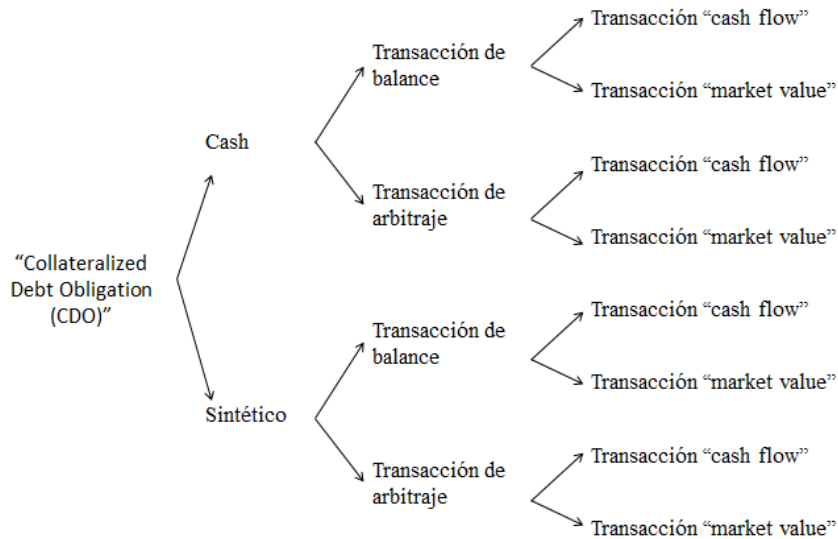 Transacción “cash flow”
Transacción de
balance
Transacción “market value”
Cash
Transacción “cash flow”
Transacción de
arbitraje
Transacción “market value”
“Collateralized
Debt Obligation
(CDO)”
Transacción “cash flow”
Transacción de
balance
Transacción “market value”
Sintético
Transacción “cash flow”
Transacción de
arbitraje
Transacción “market value”